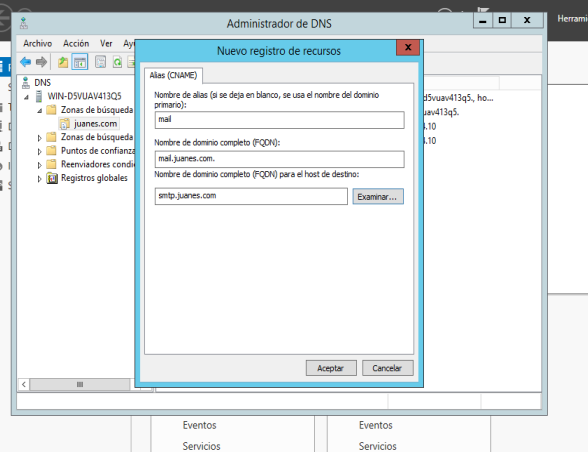 Administrador de DNS
Herrami
Archivo Acción Ver Ay
Nuevo registro de recursos
Alias (CNAME)
Nombre de alias (si se deja en blanco, se usa el nombre del dominio
primario):
mail
Nombre de dominio completo (FQDN):
mail.juanes.com.
Nombre de dominio completo (FQDN) para el host de destino:
smtp.juanes.com
Examinar...
Aceptar
Cancelar
DNS
WIN-D5VUAV413Q5
Zonas de búsqueda
juanes.com
Zonas de búsqueda
Puntos de confianza
Reenviadores condi
Registros globales
d5vuav413q5., ho...
uav413q5.
.10
.10
Eventos
Servicios
Eventos
Servicios